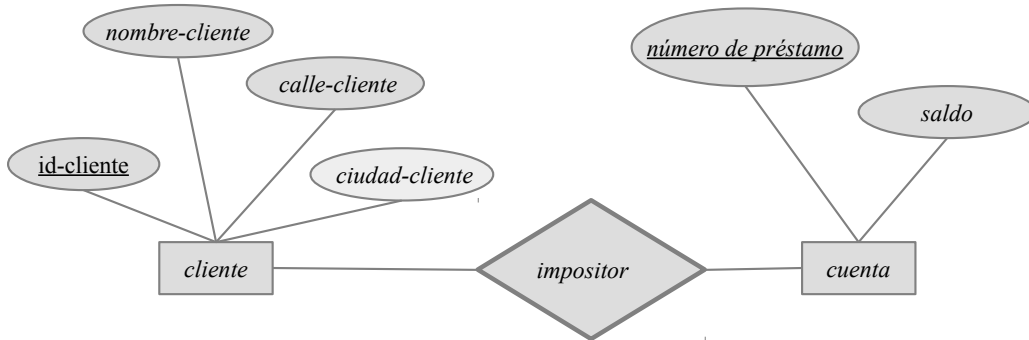 nombre-cliente
número de préstamo
calle-cliente
saldo
id-cliente
ciudad-cliente
cliente
impositor
cuenta